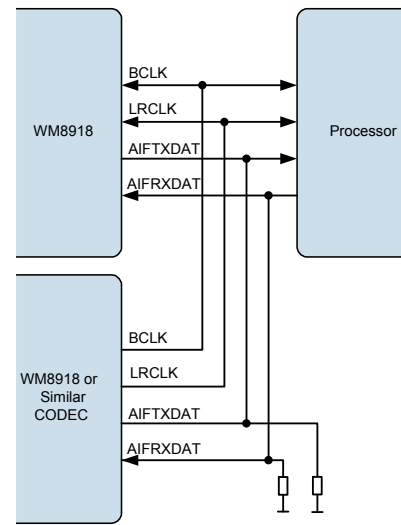 WM8918
BCLK
LRCLK
AIFTXDAT
AIFRXDAT
Processor
WM8918 or
Similar
CODEC
BCLK
LRCLK
AIFTXDAT
AIFRXDAT